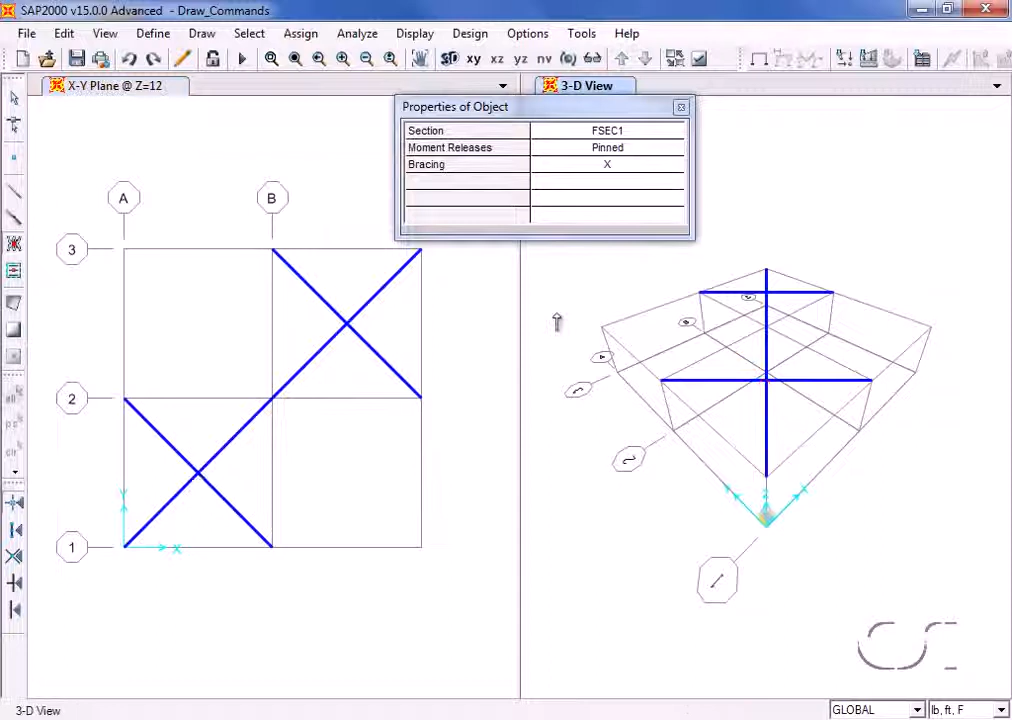 SAP2000 v15.0.0 Advanced - Draw_Commands
File Edit View Define Draw Select Assign Analyze Display Design Options Tools Help
3D xy xz yz nv
X-Y Plane @ Z=12
3-D View
Properties of Object
Section FSEC1
Moment Releases Pinned
Bracing X
A B
3
2
1
Y
X
all
3-D View
GLOBAL
lb, ft, F